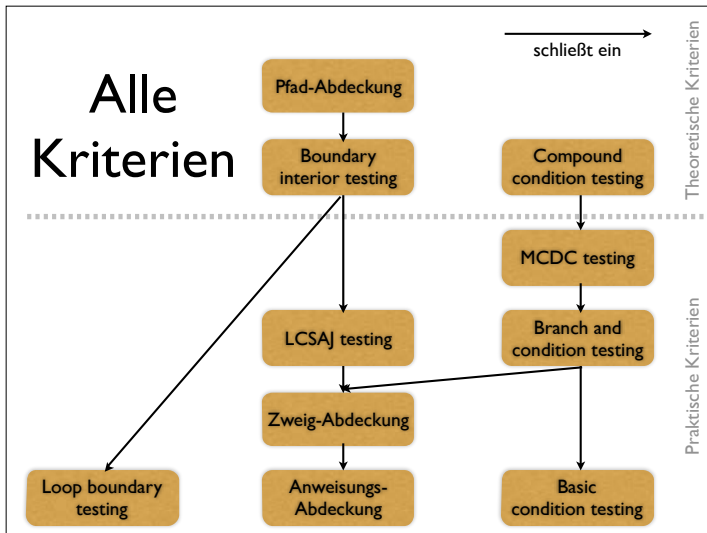 Alle
Kriterien
schließt ein
Theoretische Kriterien
Pfad-Abdeckung
Boundary
interior testing
Compound
condition testing
MCDC testing
LCSAJ testing
Branch and
condition testing
Praktische Kriterien
Zweig-Abdeckung
Loop boundary
testing
Anweisungs-
Abdeckung
Basic
condition testing